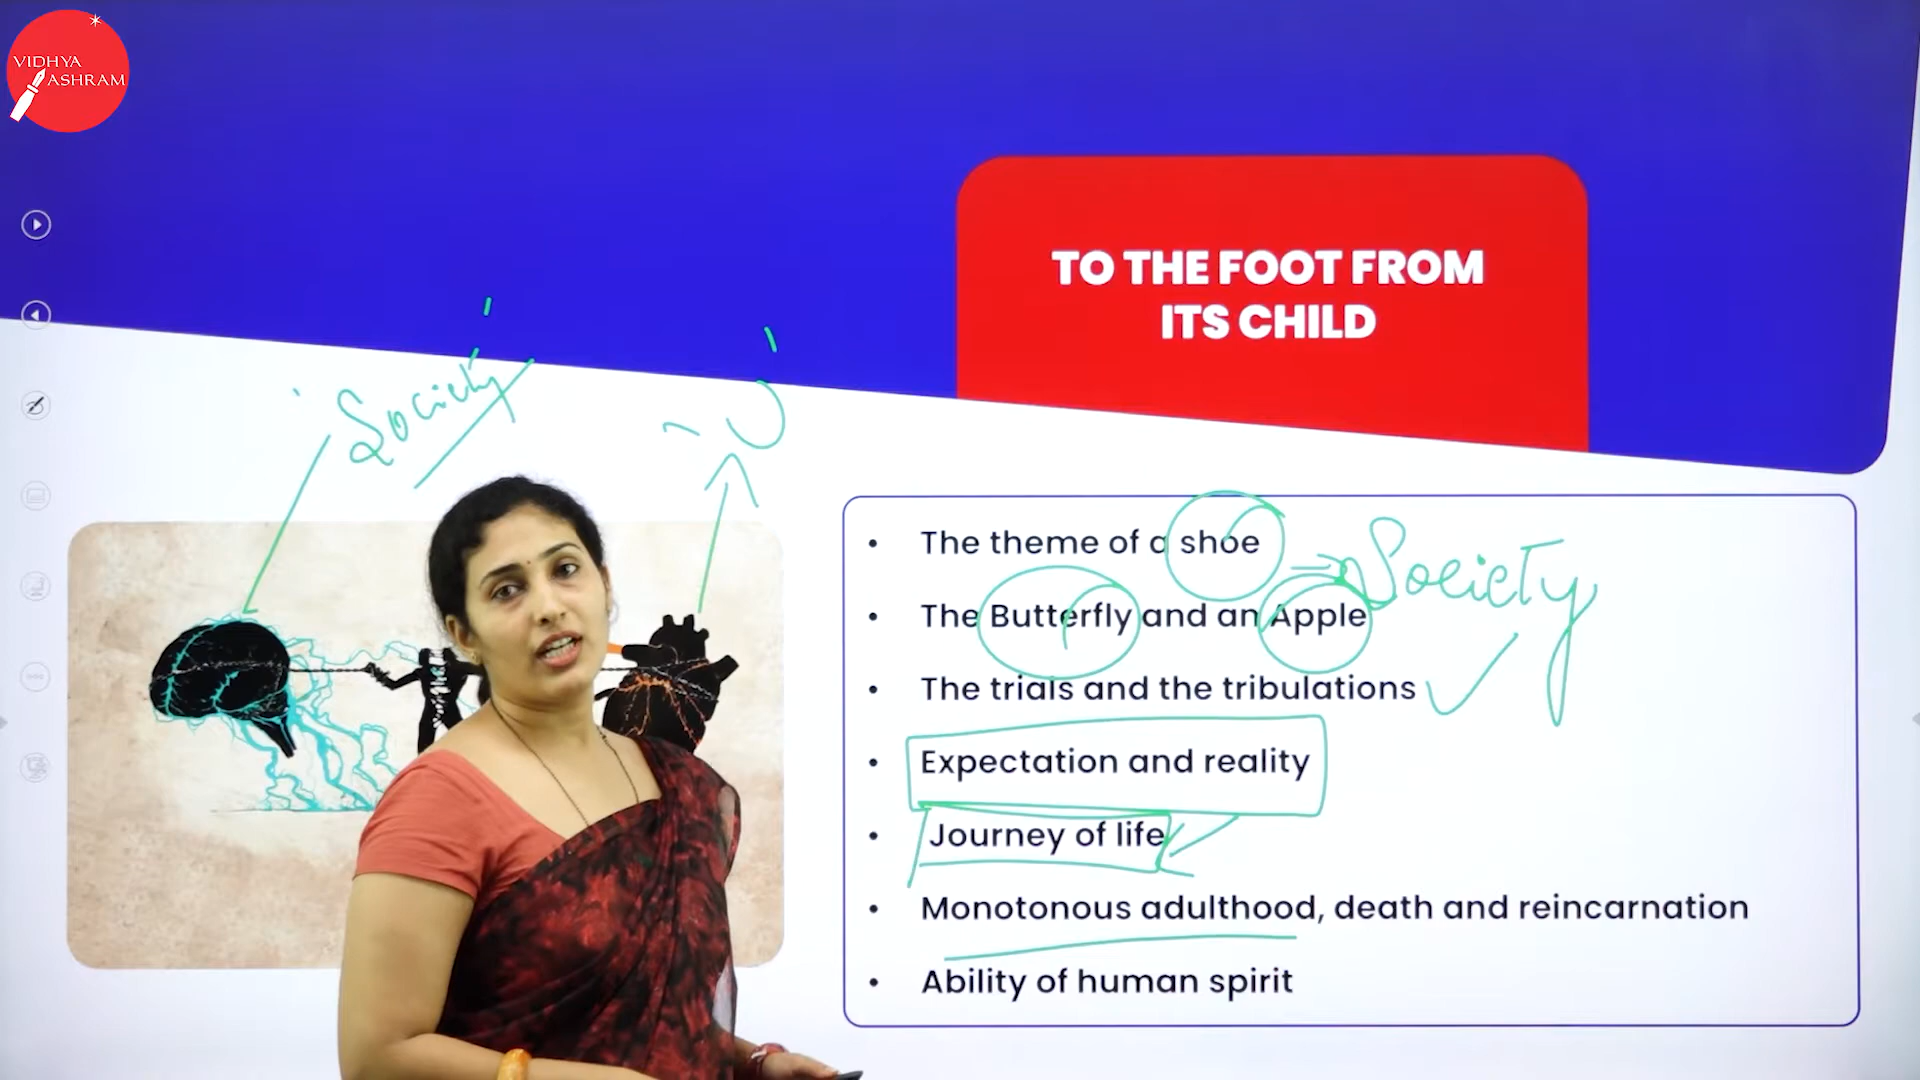 VIDHYA
ASHRAM
TO THE FOOT FROM
ITS CHILD
Society
• The theme of a shoe
Society
• The Butterfly and an Apple
• The trials and the tribulations
• Expectation and reality
• Journey of life
• Monotonous adulthood, death and reincarnation
• Ability of human spirit